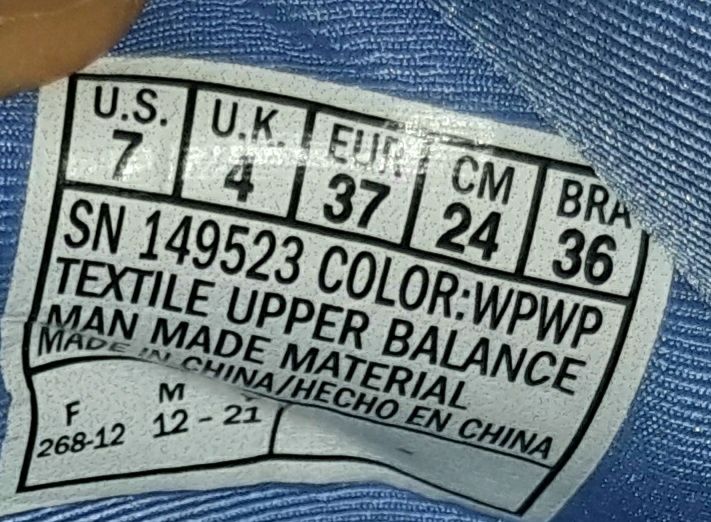 U.S. U.K EUR CM BRA
7 4 37 24 36
SN 149523 COLOR:WPWP
TEXTILE UPPER BALANCE
MAN MADE MATERIAL
MADE IN CHINA/HECHO EN CHINA
F M
268-12 12-21